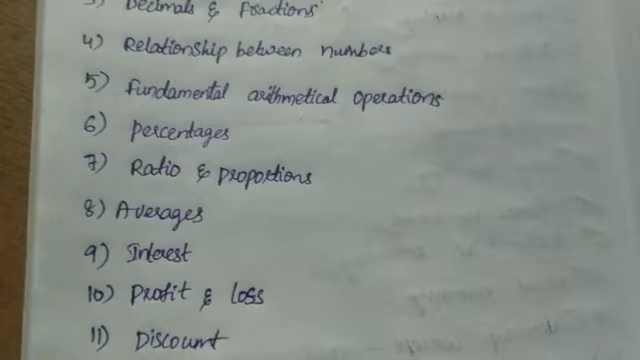 3) Decimals & Fractions
4) Relationship between numbers
5) Fundamental arithmetical operations
6) percentages
7) Ratio & proportions
8) Averages
9) Interest
10) Profit & loss
11) Discount